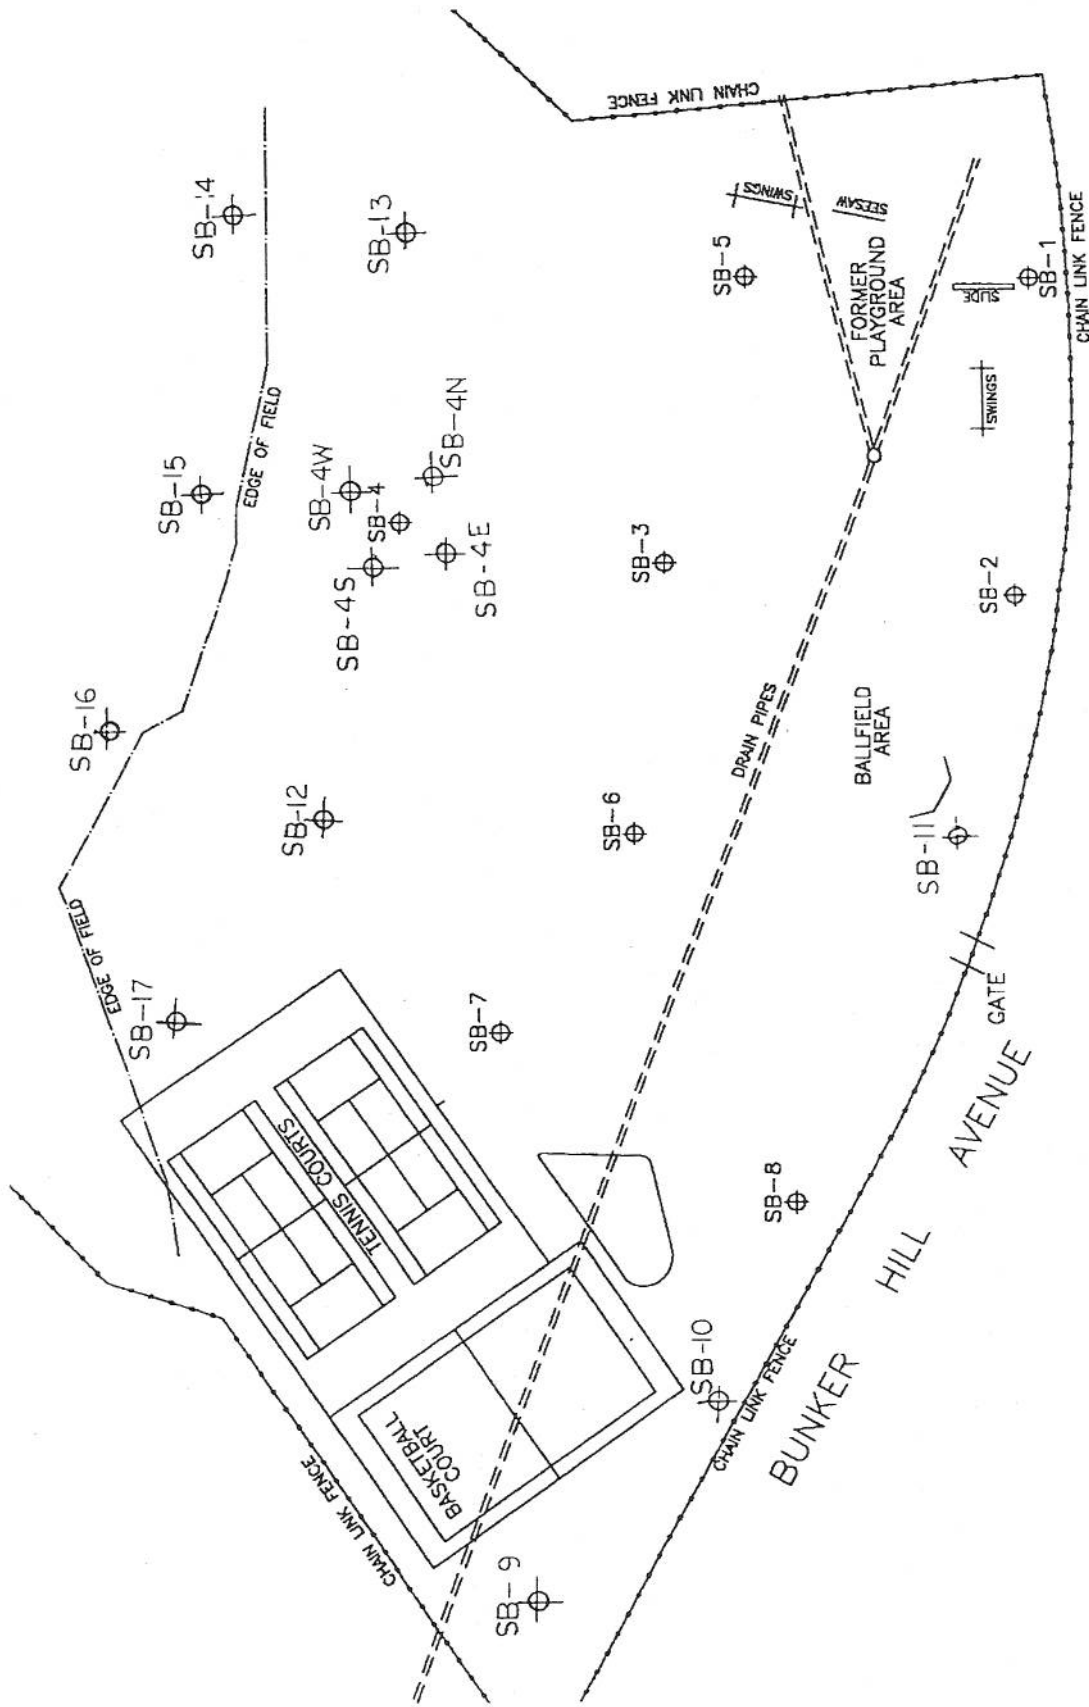 SB-14
SB-13
SB-15
EDGE OF FIELD
SB-4W
SB-4N
SB-4
SB-4S
SB-4E
SB-16
SB-12
EDGE OF FIELD
SB-17
CHAIN LINK FENCE
SWINGS
SEESAW
SB-5
FORMER
PLAYGROUND
AREA
SLIDE
SB-1
CHAIN LINK FENCE
SWINGS
SB-3
SB-2
DRAIN PIPES
BALLFIELD
AREA
SB-6
SB-11
SB-7
GATE
TENNIS COURTS
SB-8
BUNKER HILL AVENUE
SB-10
CHAIN LINK FENCE
BASKETBALL
COURT
CHAIN LINK FENCE
SB-9